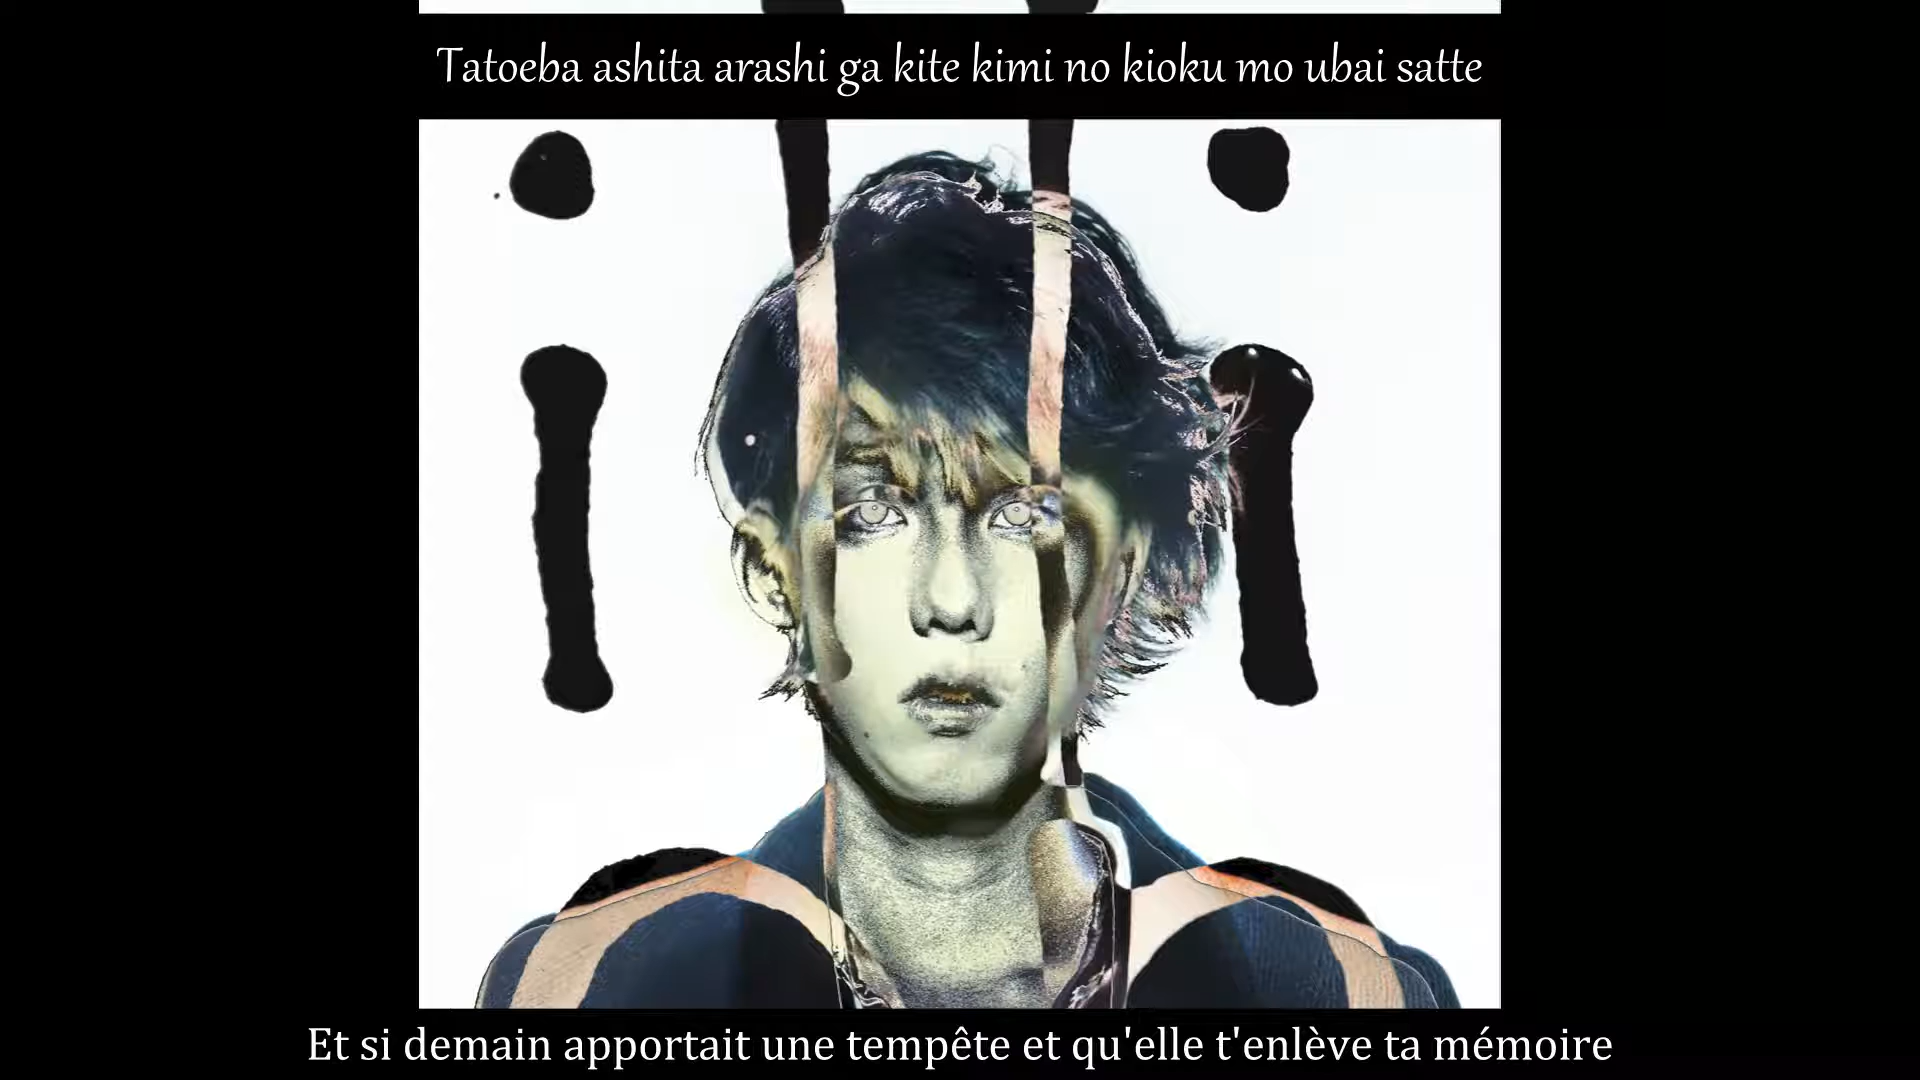 Tatoeba ashita arashi ga kite kimi no kioku mo ubai satte
Et si demain apportait une tempête et qu'elle t'enlève ta mémoire